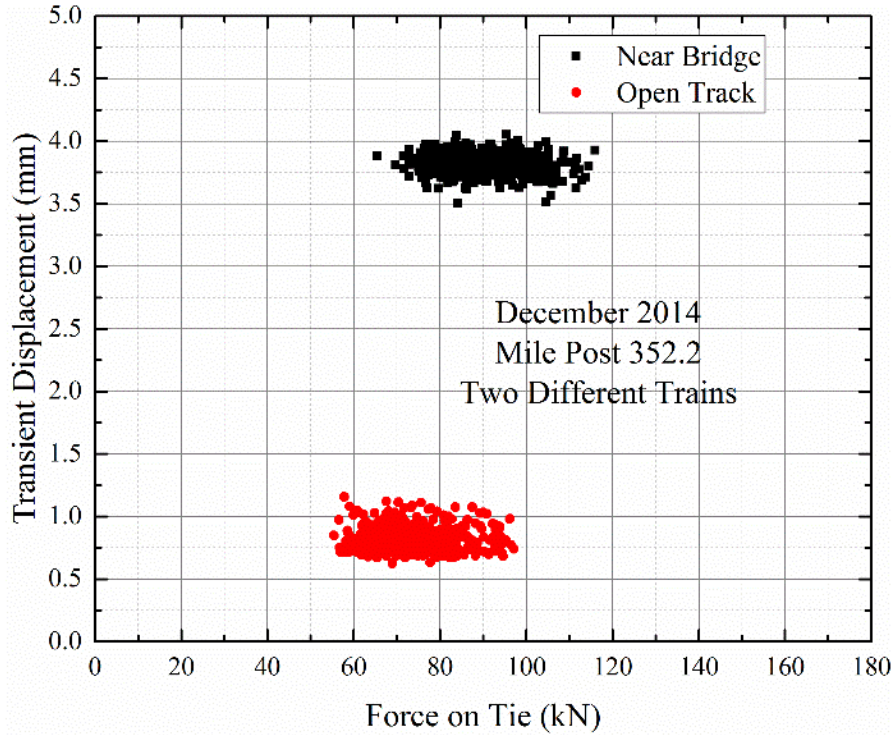 5.0
4.5
4.0
3.5
3.0
2.5
2.0
1.5
1.0
0.5
0.0
Transient Displacement (mm)
Near Bridge
Open Track
December 2014
Mile Post 352.2
Two Different Trains
0 20 40 60 80 100 120 140 160 180
Force on Tie (kN)